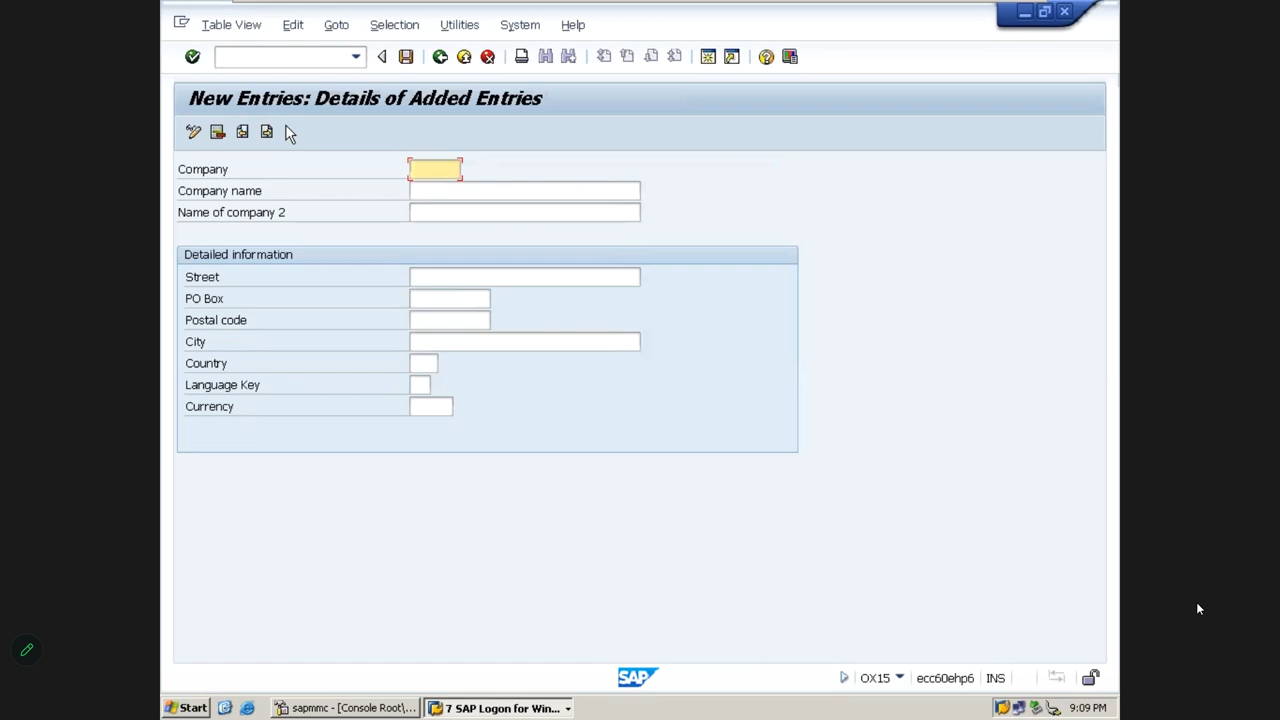 Table View Edit Goto Selection Utilities System Help
New Entries: Details of Added Entries
Company
Company name
Name of company 2
Detailed information
Street
PO Box
Postal code
City
Country
Language Key
Currency
SAP
OX15 ecc60ehp6 INS
Start sapmmc - [Console Root\... 7 SAP Logon for Win... 9:09 PM